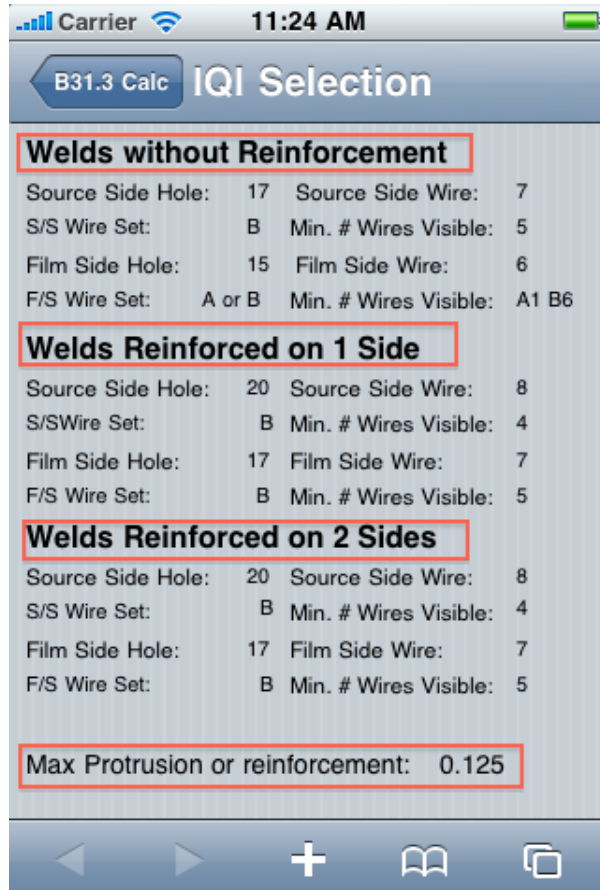 Carrier 11:24 AM
B31.3 Calc IQI Selection
Welds without Reinforcement
Source Side Hole: 17 Source Side Wire: 7
S/S Wire Set: B Min. # Wires Visible: 5
Film Side Hole: 15 Film Side Wire: 6
F/S Wire Set: A or B Min. # Wires Visible: A1 B6
Welds Reinforced on 1 Side
Source Side Hole: 20 Source Side Wire: 8
S/SWire Set: B Min. # Wires Visible: 4
Film Side Hole: 17 Film Side Wire: 7
F/S Wire Set: B Min. # Wires Visible: 5
Welds Reinforced on 2 Sides
Source Side Hole: 20 Source Side Wire: 8
S/S Wire Set: B Min. # Wires Visible: 4
Film Side Hole: 17 Film Side Wire: 7
F/S Wire Set: B Min. # Wires Visible: 5
Max Protrusion or reinforcement: 0.125